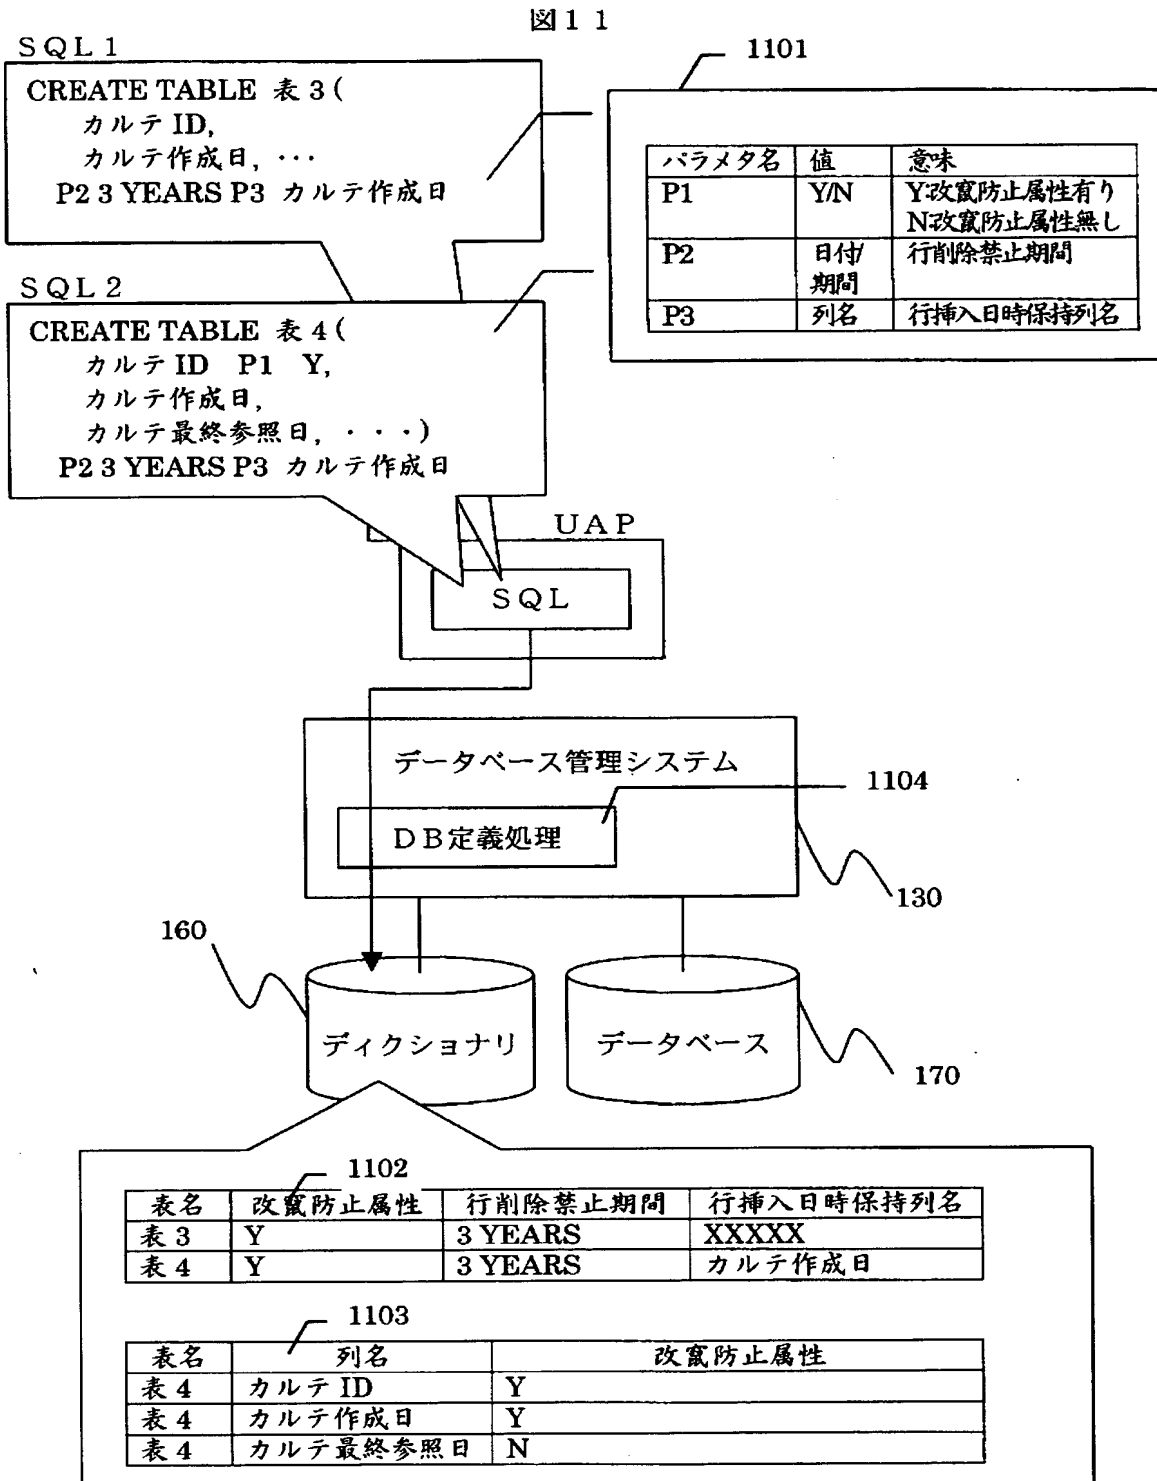 図11
SQL1
CREATE TABLE 表3(
カルテID,
カルテ作成日, ・・・
P2 3 YEARS P3 カルテ作成日
1101
パラメタ名 値 意味
P1 Y/N Y:改竄防止属性有り
N:改竄防止属性無し
P2 日付/ 行削除禁止期間
期間
P3 列名 行挿入日時保持列名
SQL2
CREATE TABLE 表4(
カルテID P1 Y,
カルテ作成日,
カルテ最終参照日, ・・・)
P2 3 YEARS P3 カルテ作成日
UAP
SQL
データベース管理システム
1104
DB定義処理
130
160
ディクショナリ
データベース
170
1102
表名 改竄防止属性 行削除禁止期間 行挿入日時保持列名
表3 Y 3 YEARS XXXXX
表4 Y 3 YEARS カルテ作成日
1103
表名 列名 改竄防止属性
表4 カルテID Y
表4 カルテ作成日 Y
表4 カルテ最終参照日 N